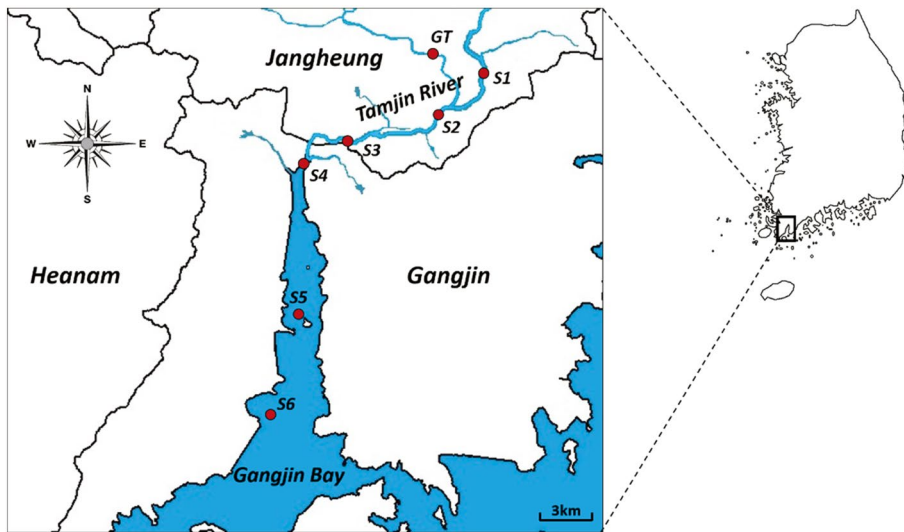 GT
Jangheung
S1
Tamjin River
N
S2
W
E
S3
S4
S
Heanam
Gangjin
S5
S6
Gangjin Bay
3km